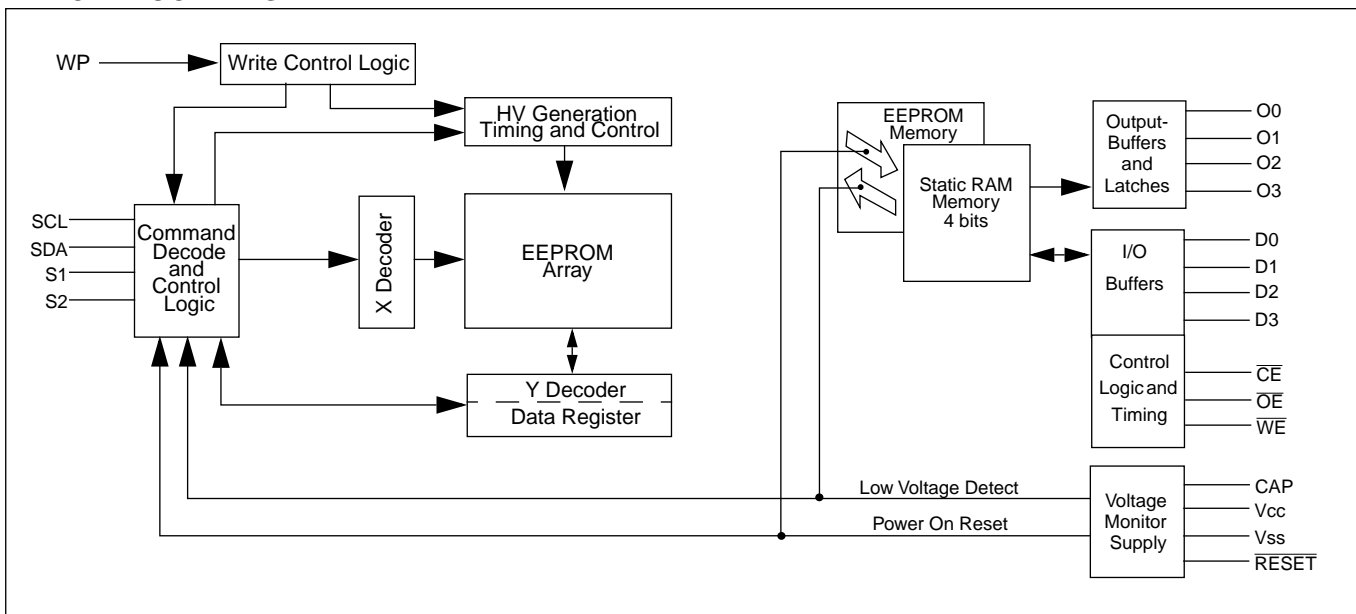 WP
Write Control Logic
HV Generation
Timing and Control
SCL
SDA
S1
S2
Command
Decode
and
Control
Logic
X Decoder
EEPROM
Array
Y Decoder
Data Register
EEPROM
Memory
Static RAM
Memory
4 bits
Output-
Buffers
and
Latches
O0
O1
O2
O3
I/O
Buffers
D0
D1
D2
D3
Control
Logic and
Timing
CE
OE
WE
Low Voltage Detect
Power On Reset
Voltage
Monitor
Supply
CAP
Vcc
Vss
RESET